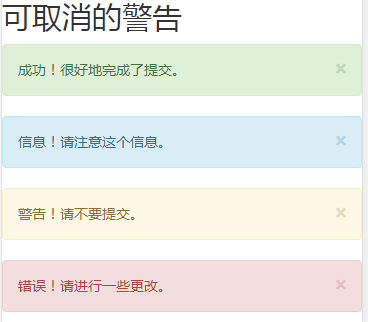 可取消的警告
成功！很好地完成了提交。 ×
信息！请注意这个信息。 ×
警告！请不要提交。 ×
错误！请进行一些更改。 ×